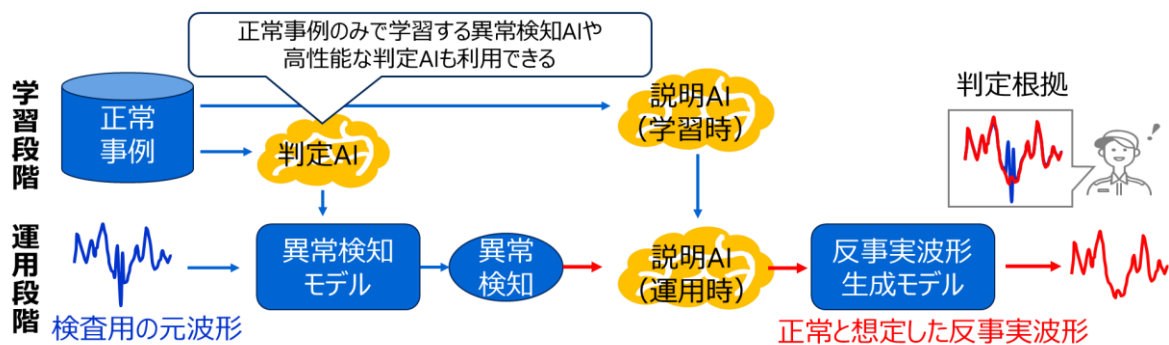 正常事例のみで学習する異常検知AIや
高性能な判定AIも利用できる
学習段階
正常
事例
判定AI
説明AI
（学習時）
判定根拠
運用段階
異常検知
モデル
異常
検知
説明AI
（運用時）
反事実波形
生成モデル
検査用の元波形
正常と想定した反事実波形